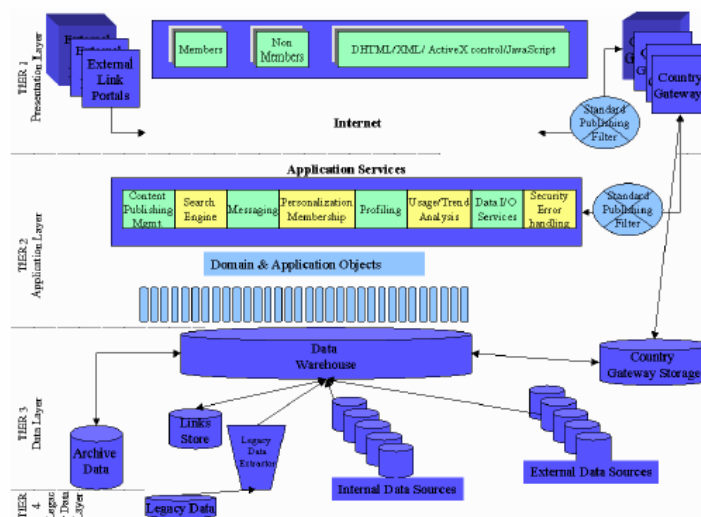 TIER 1
Presentation Layer
External
Link
Portals
Members
Non
Members
DHTML/XML/ ActiveX control/JavaScript
Country
Gateway
Standard
Publishing
Filter
Internet
Application Services
TIER 2
Application Layer
Content
Publishing
Mgmt.
Search
Engine
Messaging
Personalization
Membership
Profiling
Usage/Trend
Analysis
Data I/O
Services
Security
Error
handling
Standard
Publishing
Filter
Domain & Application Objects
TIER 3
Data Layer
Data
Warehouse
Country
Gateway Storage
Links
Store
Legacy
Data
Extractor
Archive
Data
Internal Data Sources
External Data Sources
TIER
4
Legac
y Data
Layer
Legacy Data